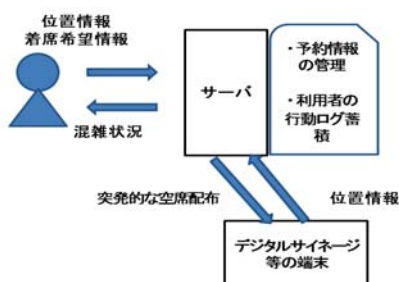 位置情報
着席希望情報
混雑状況
サーバ
・予約情報
の管理
・利用者の
行動ログ蓄
積
突発的な空席配布
位置情報
デジタルサイネージ
等の端末